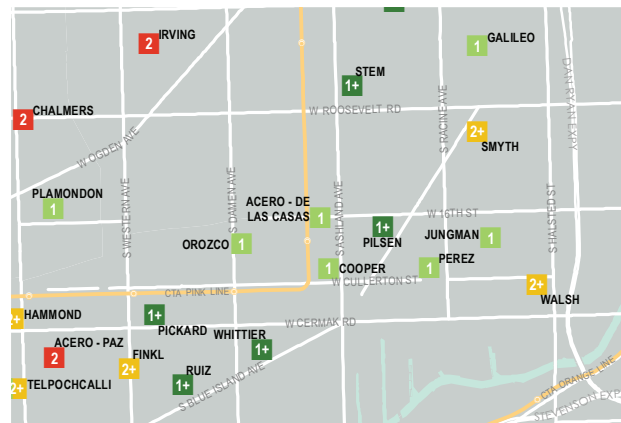 IRVING
2
GALILEO
1
STEM
1+
DAN RYAN EXPY
CHALMERS
2
W ROOSEVELT RD
S RACINE AVE
2+
SMYTH
W OGDEN AVE
PLAMONDON
1
S WESTERN AVE
S DAMEN AVE
ACERO - DE
LAS CASAS
1
S ASHLAND AVE
W 16TH ST
S HALSTED ST
OROZCO
1
1+
PILSEN
JUNGMAN
1
1
COOPER
1
PEREZ
W CULLERTON ST
CTA PINK LINE
2+
WALSH
2+
HAMMOND
1+
PICKARD
W CERMAK RD
ACERO - PAZ
2
FINKL
2+
WHITTIER
1+
RUIZ
1+
2+
TELPOCHCALLI
S BLUE ISLAND AVE
CTA ORANGE LINE
STEVENSON EXP